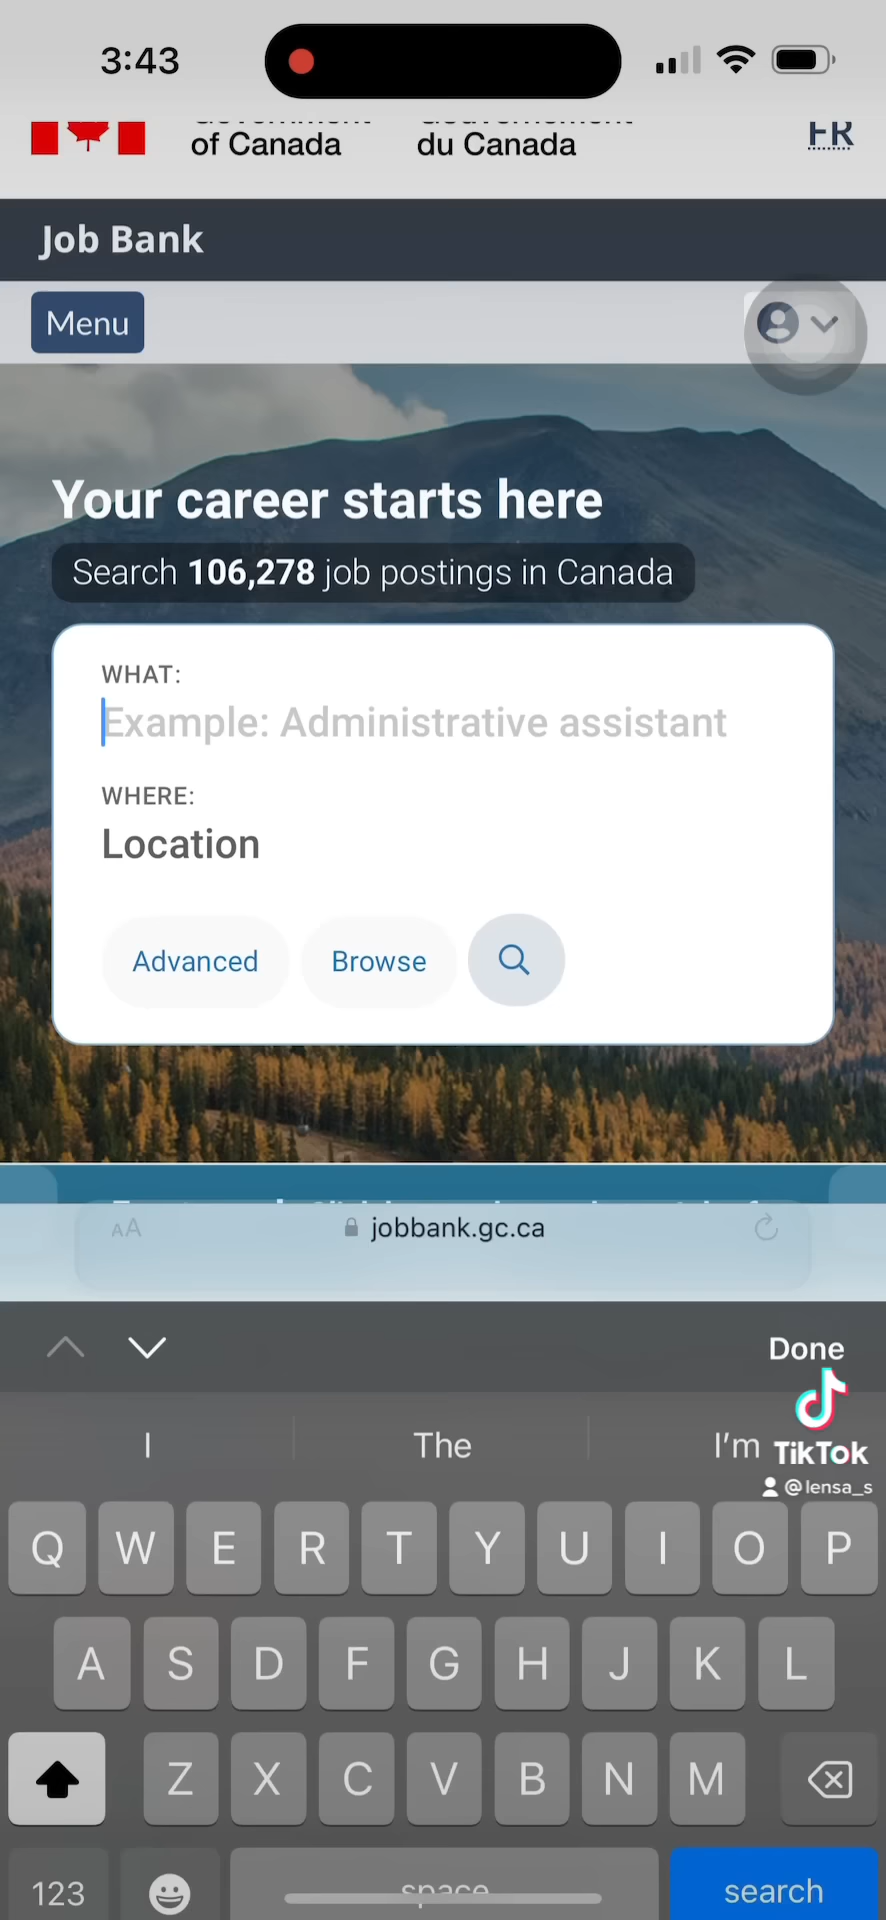 3:43
of Canada
du Canada
FR
Job Bank
Menu
Your career starts here
Search 106,278 job postings in Canada
WHAT:
Example: Administrative assistant
WHERE:
Location
Advanced
Browse
AA
jobbank.gc.ca
Done
I
The
I'm
TikTok
@lensa_s
Q W E R T Y U I O P
A S D F G H J K L
Z X C V B N M
123
space
search